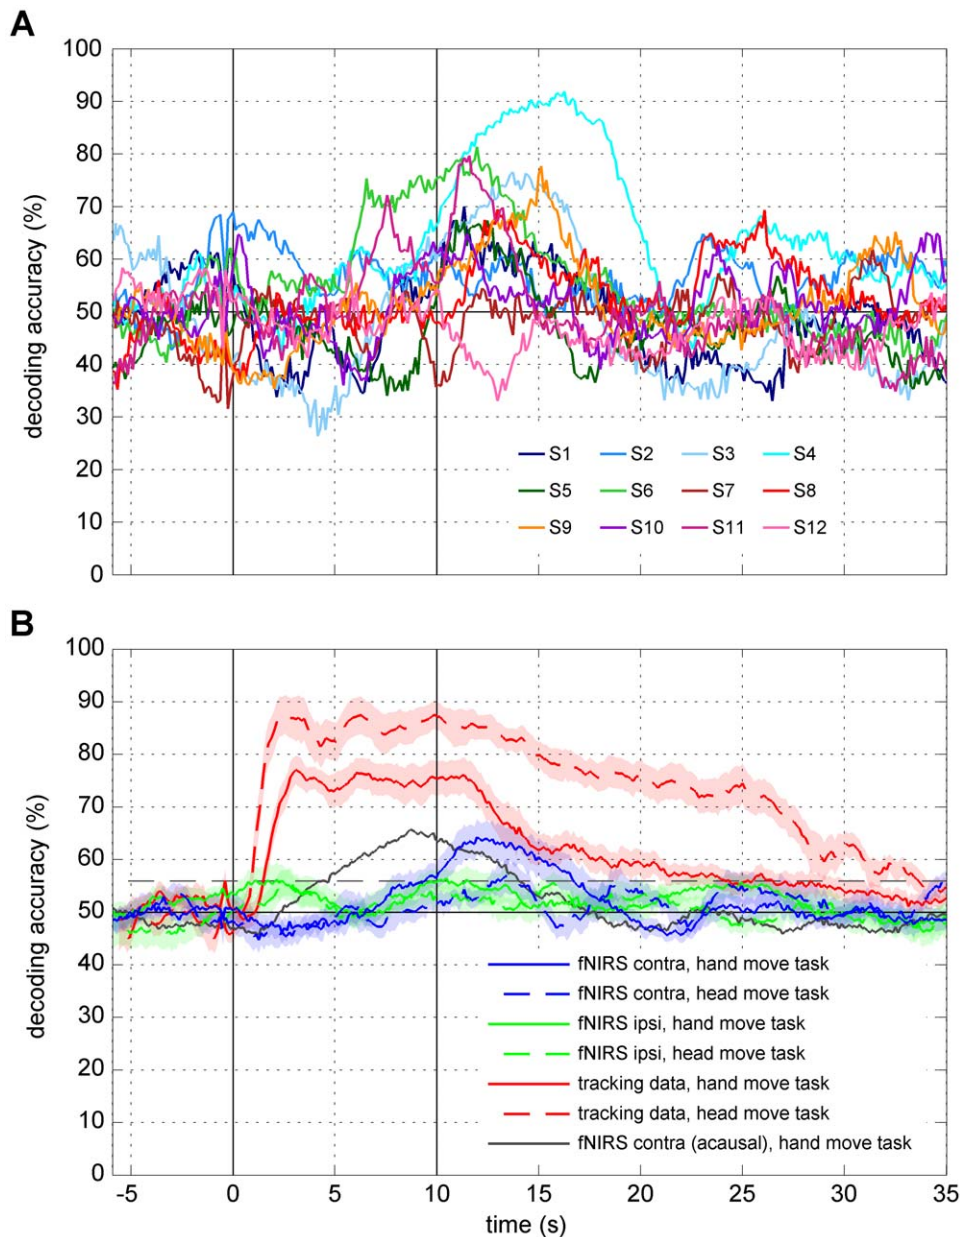 A
100
90
80
70
60
50
40
30
20
10
0
decoding accuracy (%)
S1 S2 S3 S4
S5 S6 S7 S8
S9 S10 S11 S12
B
100
90
80
70
60
50
40
30
20
10
0
decoding accuracy (%)
fNIRS contra, hand move task
fNIRS contra, head move task
fNIRS ipsi, hand move task
fNIRS ipsi, head move task
tracking data, hand move task
tracking data, head move task
fNIRS contra (acausal), hand move task
-5 0 5 10 15 20 25 30 35
time (s)